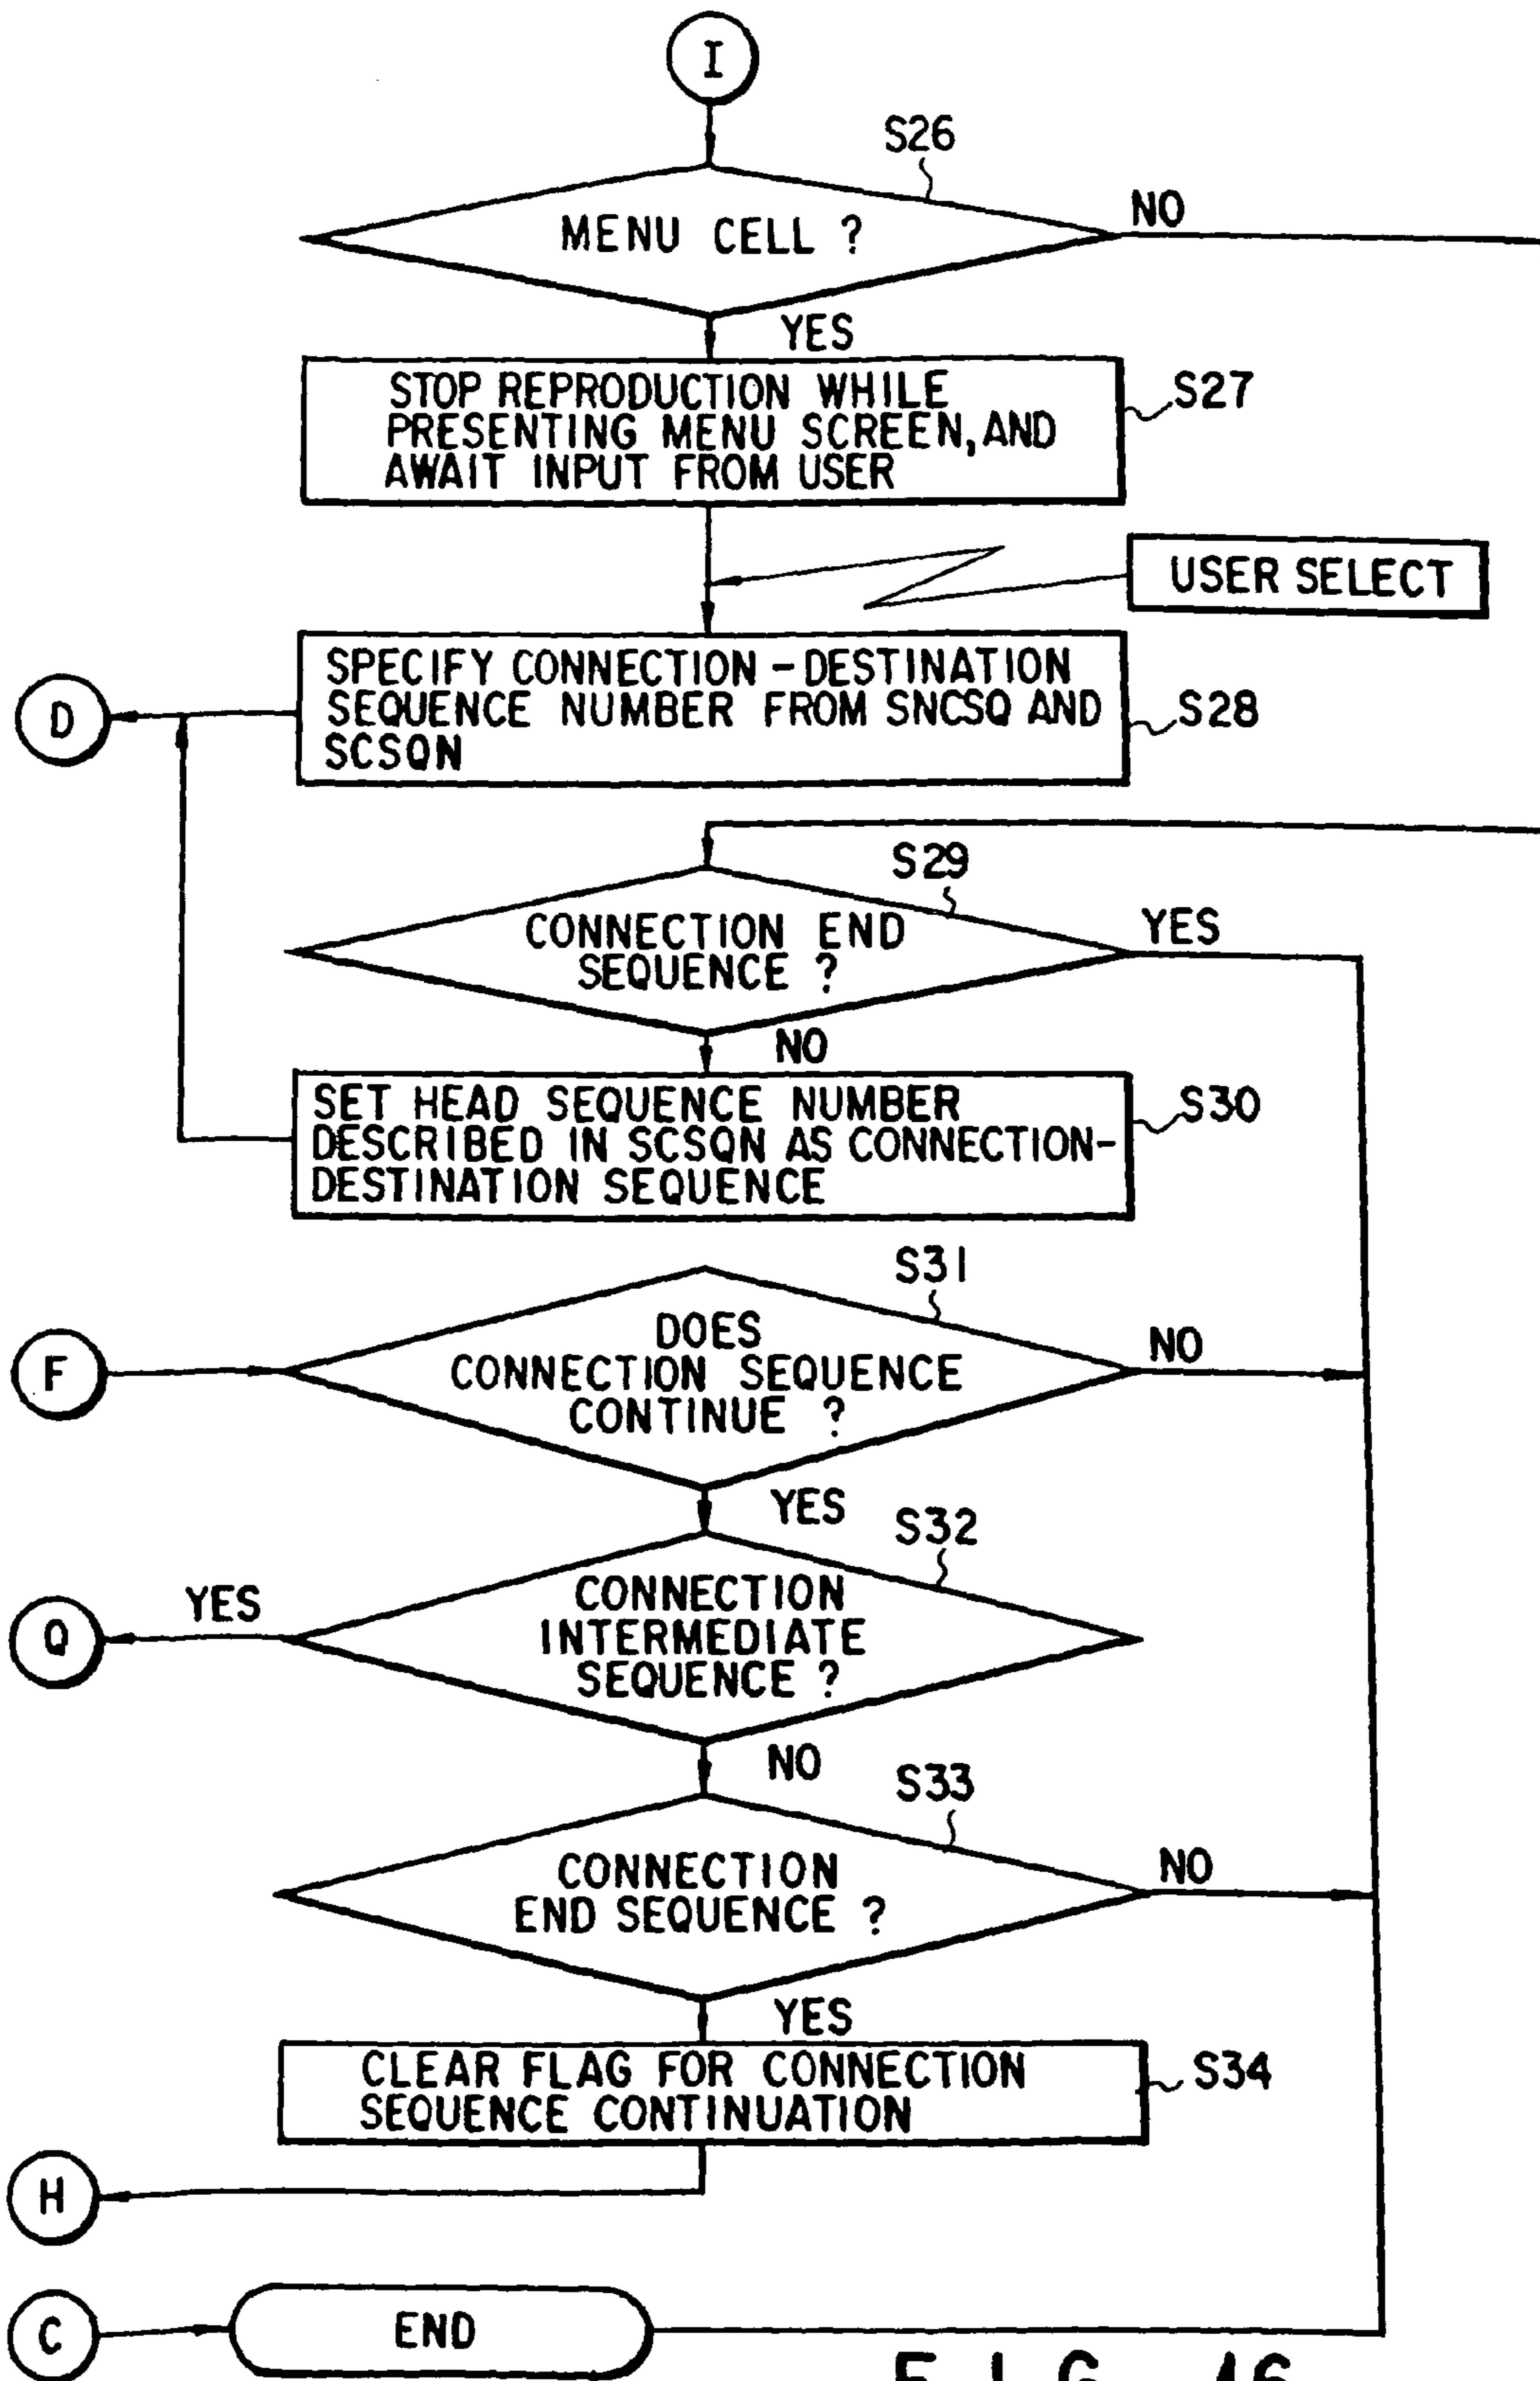 I
S26
MENU CELL ?
NO
YES
STOP REPRODUCTION WHILE
PRESENTING MENU SCREEN, AND
AWAIT INPUT FROM USER
S27
USER SELECT
SPECIFY CONNECTION-DESTINATION
SEQUENCE NUMBER FROM SNCSQ AND
SCSQN
S28
D
S29
CONNECTION END
SEQUENCE ?
YES
NO
SET HEAD SEQUENCE NUMBER
DESCRIBED IN SCSQN AS CONNECTION-
DESTINATION SEQUENCE
S30
S31
DOES
CONNECTION SEQUENCE
CONTINUE ?
F
NO
YES
S32
CONNECTION
INTERMEDIATE
SEQUENCE ?
YES
Q
NO
S33
CONNECTION
END SEQUENCE ?
NO
YES
CLEAR FLAG FOR CONNECTION
SEQUENCE CONTINUATION
S34
H
C
END
FIG. 16